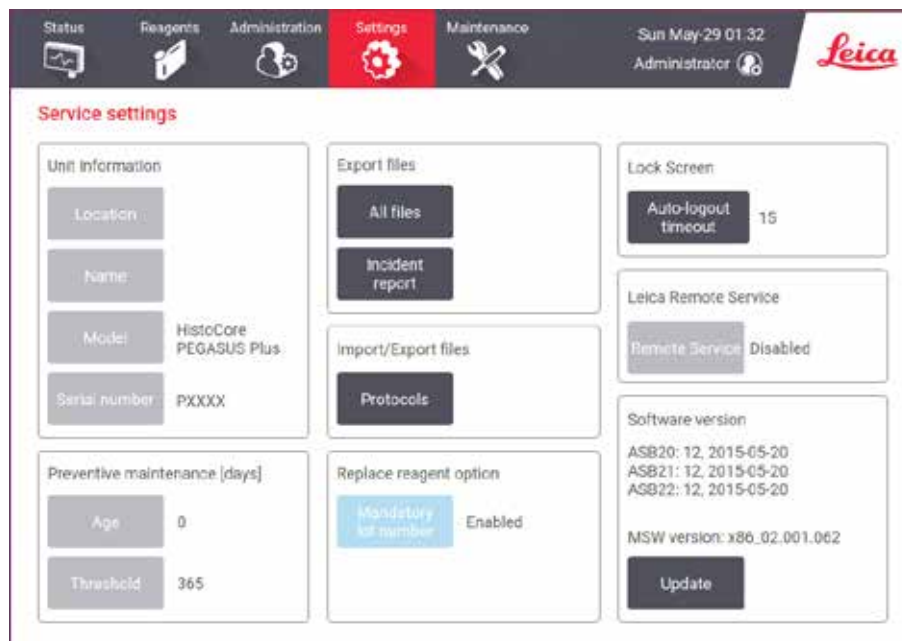 Status
Reagents
Administration
Settings
Maintenance
Sun May-29 01:32
Administrator
Leica
Service settings
Unit Information
Location
Name
Model
HistoCore
PEGASUS Plus
Serial number
PXXXX
Preventive maintenance [days]
Age
0
Threshold
365
Export files
All files
Incident
report
Import/Export files
Protocols
Replace reagent option
Mandatory
lot number
Enabled
Lock Screen
Auto-logout
timeout
15
Leica Remote Service
Remote Service
Disabled
Software version
ASB20: 12, 2015-05-20
ASB21: 12, 2015-05-20
ASB22: 12, 2015-05-20
MSW version: x86_02.001.062
Update